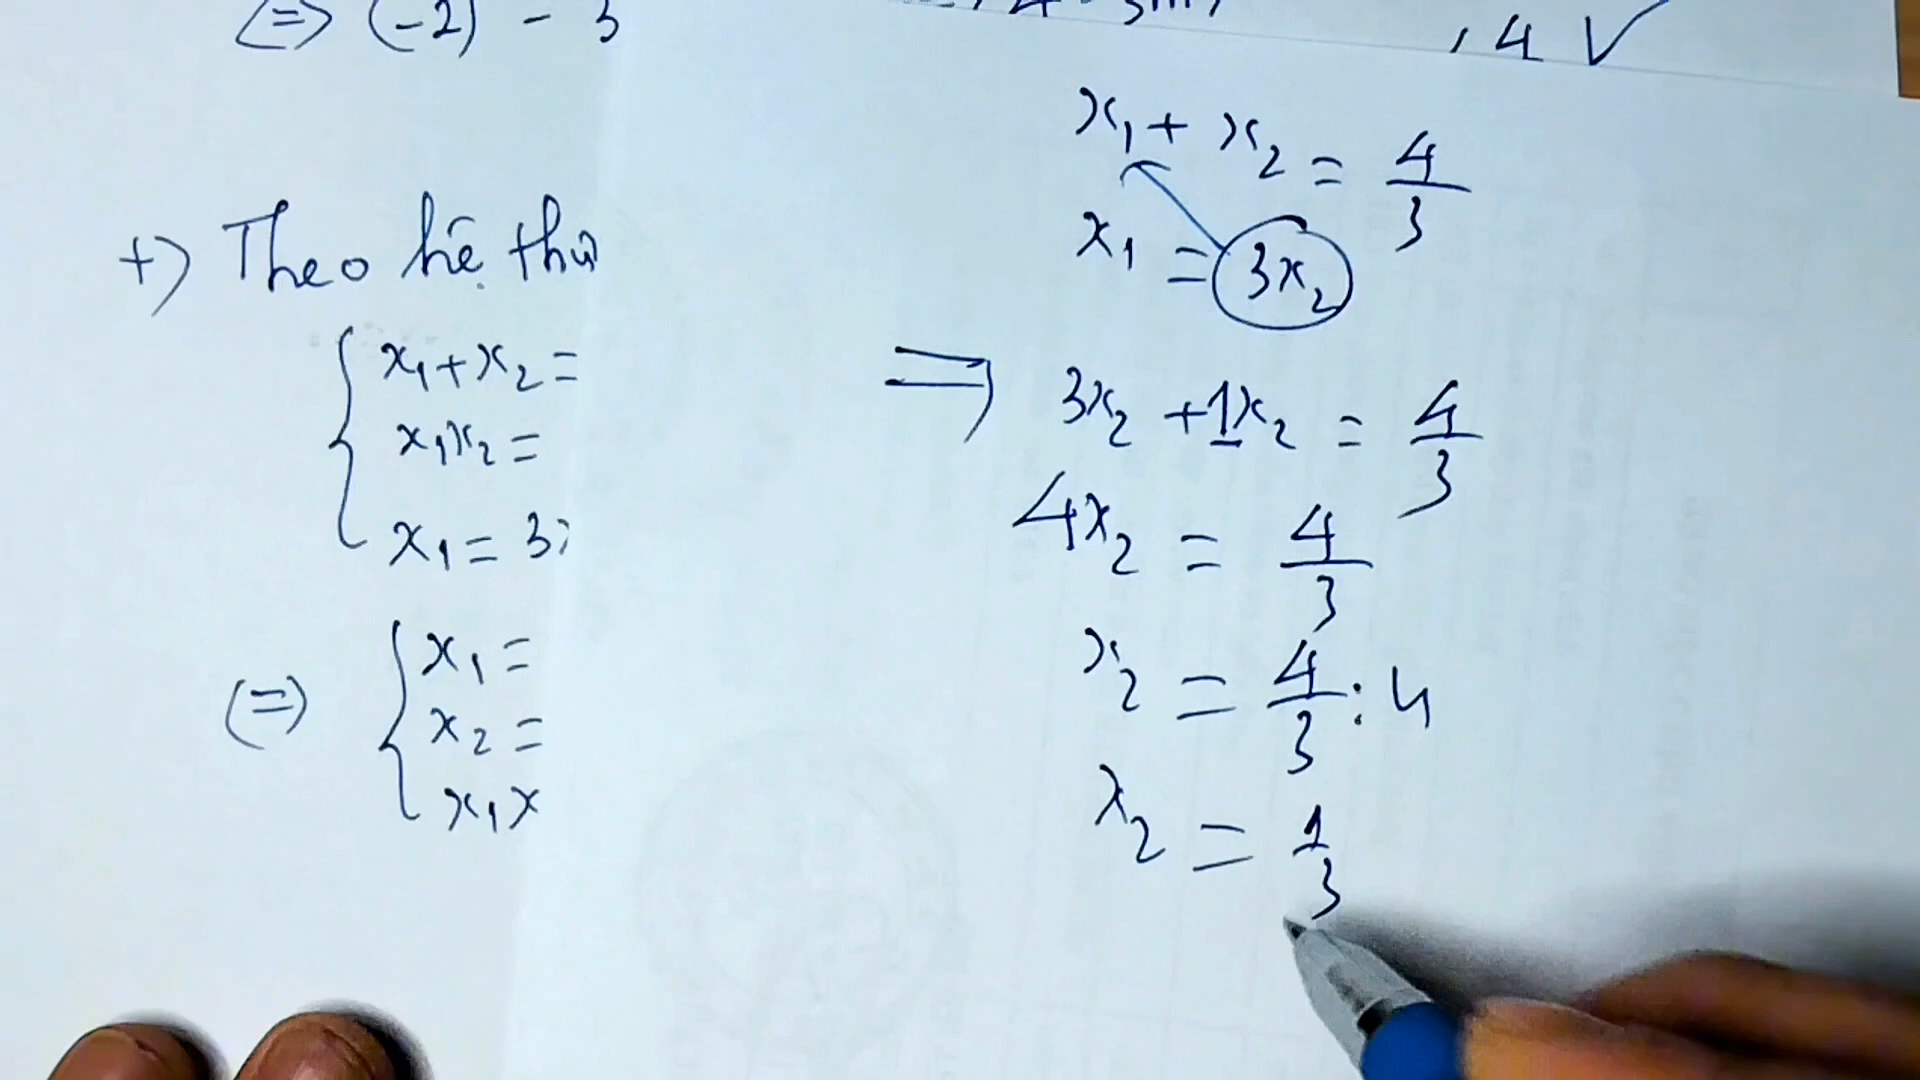 (=> (-2) - 3
, 4 √
+) Theo hệ thứ
x₁ + x₂ =
x₁x₂ =
x₁ = 3
(=) x₁ =
x₂ =
x₁x
x₁ + x₂ = 4/3
x₁ = 3x₂
=> 3x₂ + 1x₂ = 4/3
4x₂ = 4/3
x₂ = 4/3 : 4
x₂ = 1/3